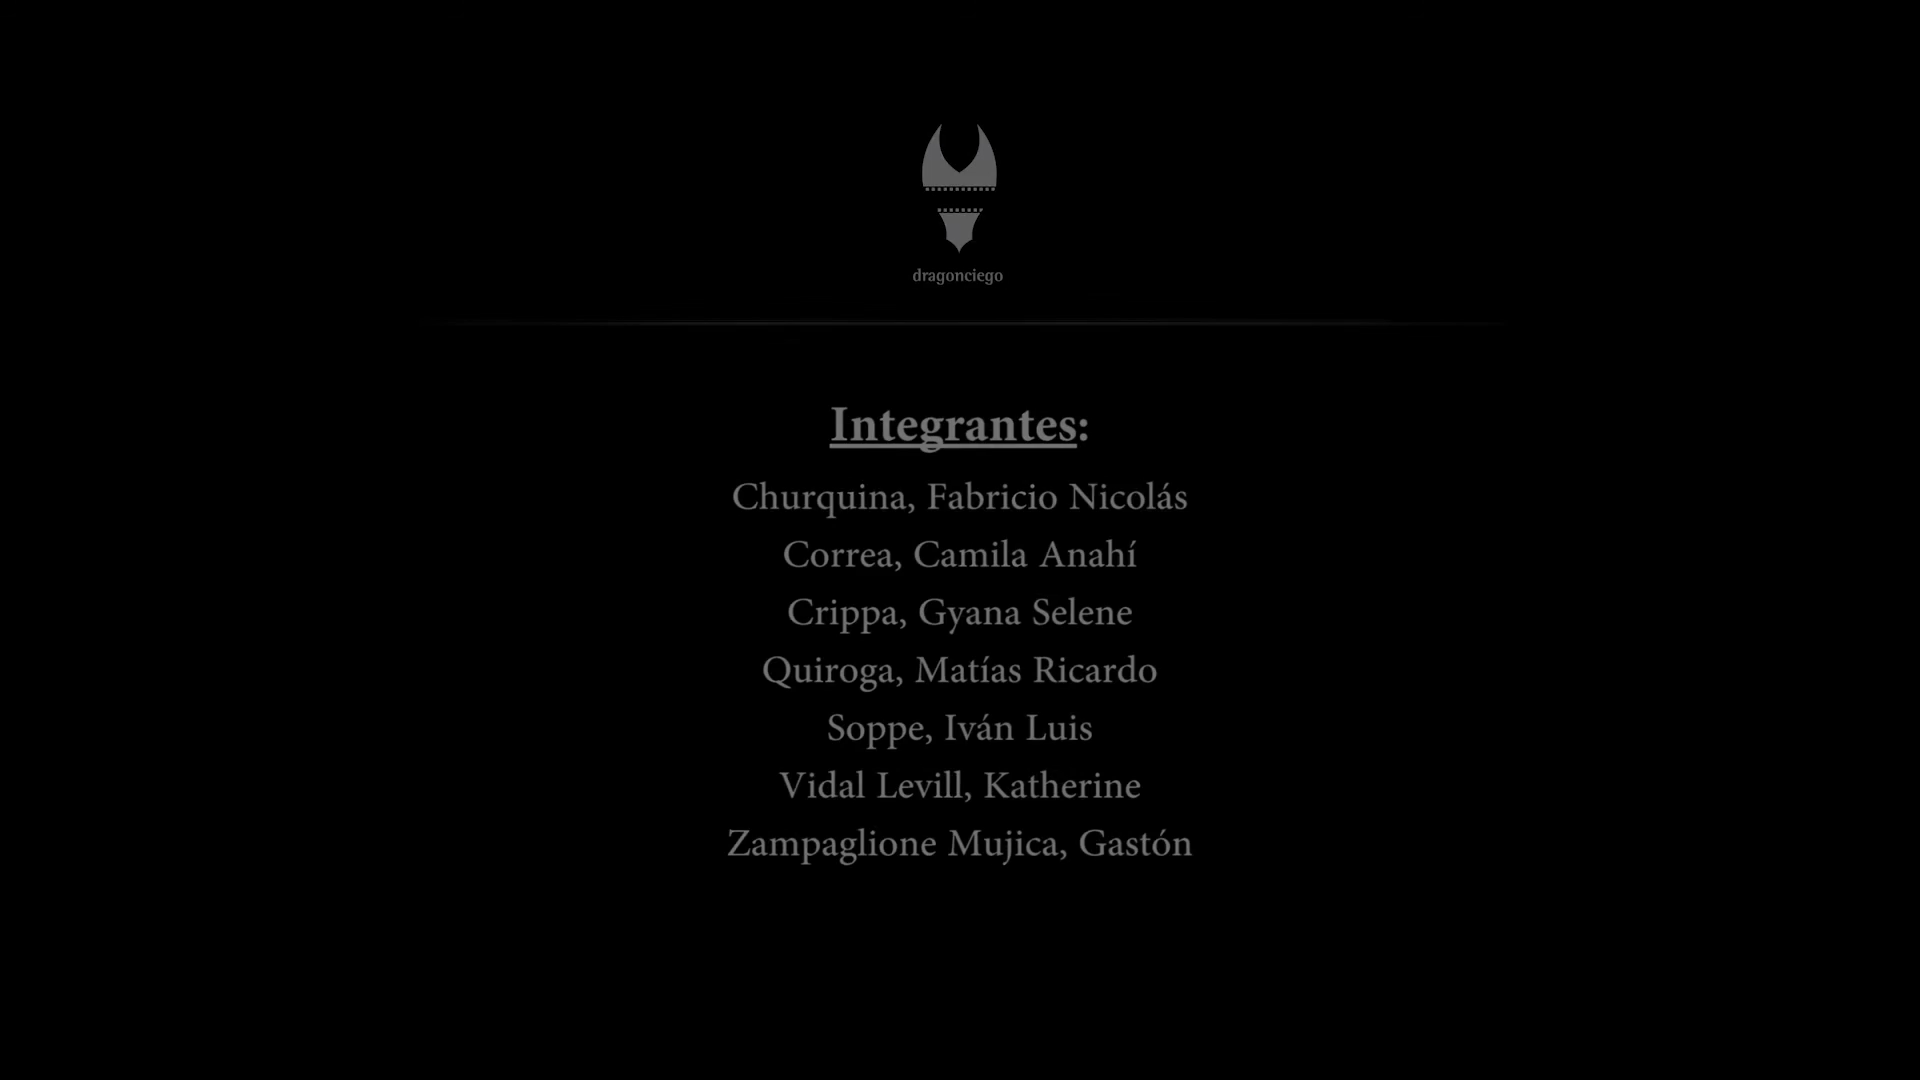 dragonciego
Integrantes:
Churquina, Fabricio Nicolás
Correa, Camila Anahí
Crippa, Gyana Selene
Quiroga, Matías Ricardo
Soppe, Iván Luis
Vidal Levill, Katherine
Zampaglione Mujica, Gastón